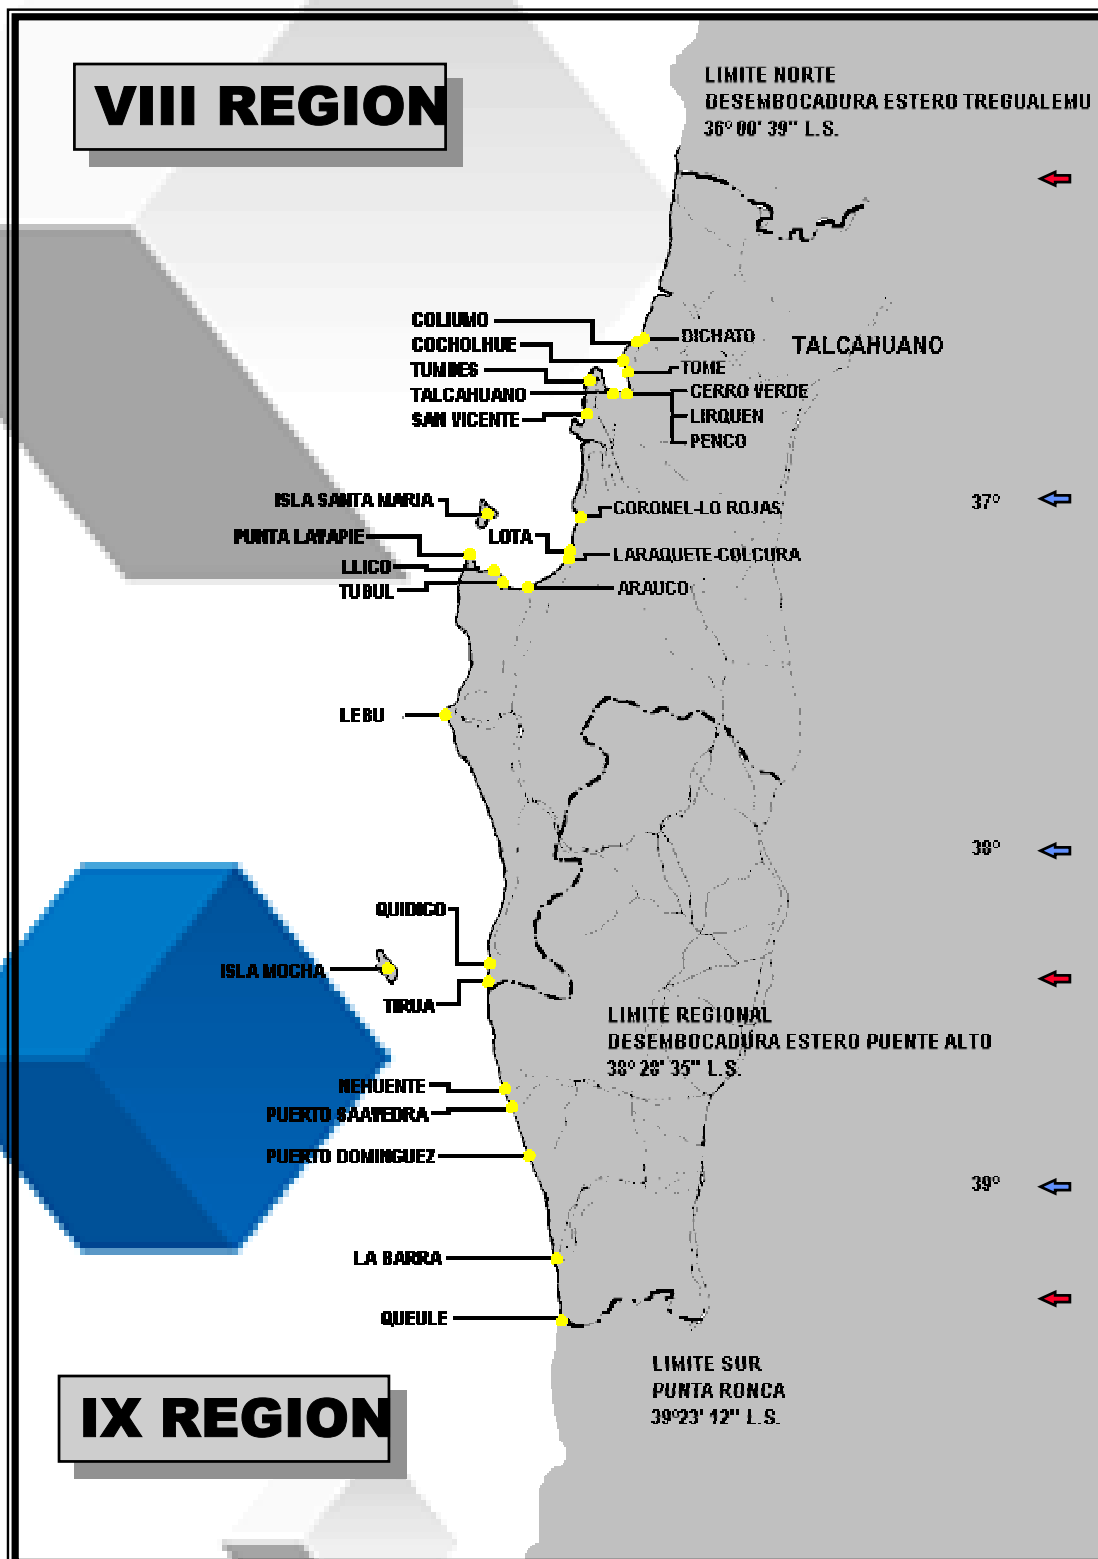 VIII REGION
LIMITE NORTE
DESEMBOCADURA ESTERO TREGUALEMU
36° 00' 39" L.S.
COLIUMO
DICHATO
TALCAHUANO
COCHOLHUE
TUMBES
TOME
TALCAHUANO
CERRO VERDE
SAN VICENTE
LIRQUEN
PENCO
ISLA SANTA MARIA
CORONEL-LO ROJAS
37°
PUNTA LAVAPIE
LOTA
LARAQUETE-COLCURA
LLICO
TUBUL
ARAUCO
LEBU
38°
QUIDICO
ISLA MOCHA
TIRUA
LIMITE REGIONAL
DESEMBOCADURA ESTERO PUENTE ALTO
38° 28' 35" L.S.
NEHUENTE
PUERTO SAAVEDRA
PUERTO DOMINGUEZ
39°
LA BARRA
QUEULE
LIMITE SUR
PUNTA RONCA
39°23' 12" L.S.
IX REGION